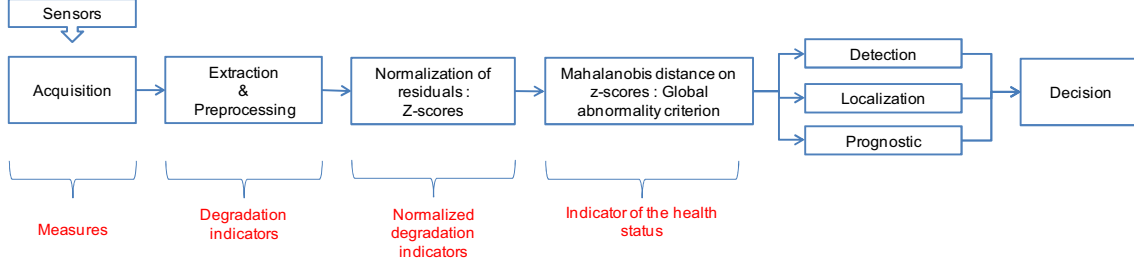 Sensors
Acquisition
Extraction
&
Preprocessing
Normalization of
residuals :
Z-scores
Mahalanobis distance on
z-scores : Global
abnormality criterion
Detection
Localization
Prognostic
Decision
Measures
Degradation
indicators
Normalized
degradation
indicators
Indicator of the health
status